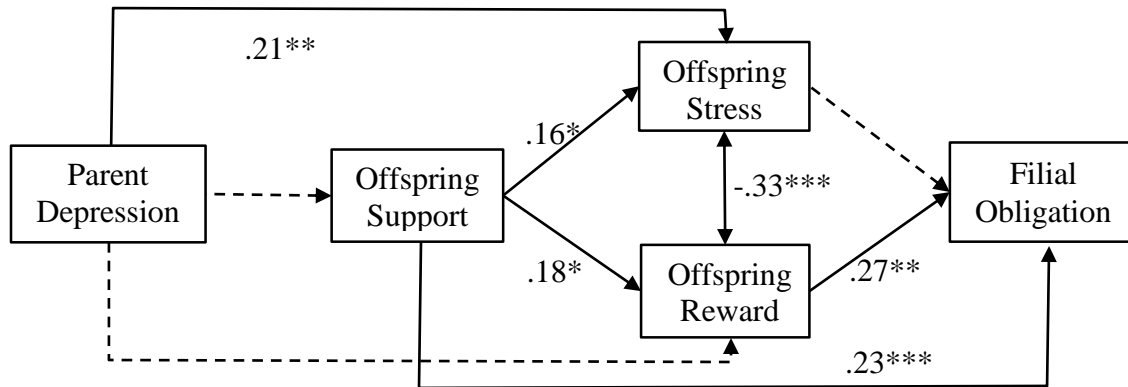 .21**
Offspring
Stress
.16*
Parent
Depression
Offspring
Support
-.33***
Filial
Obligation
.18*
Offspring
Reward
.27**
.23***